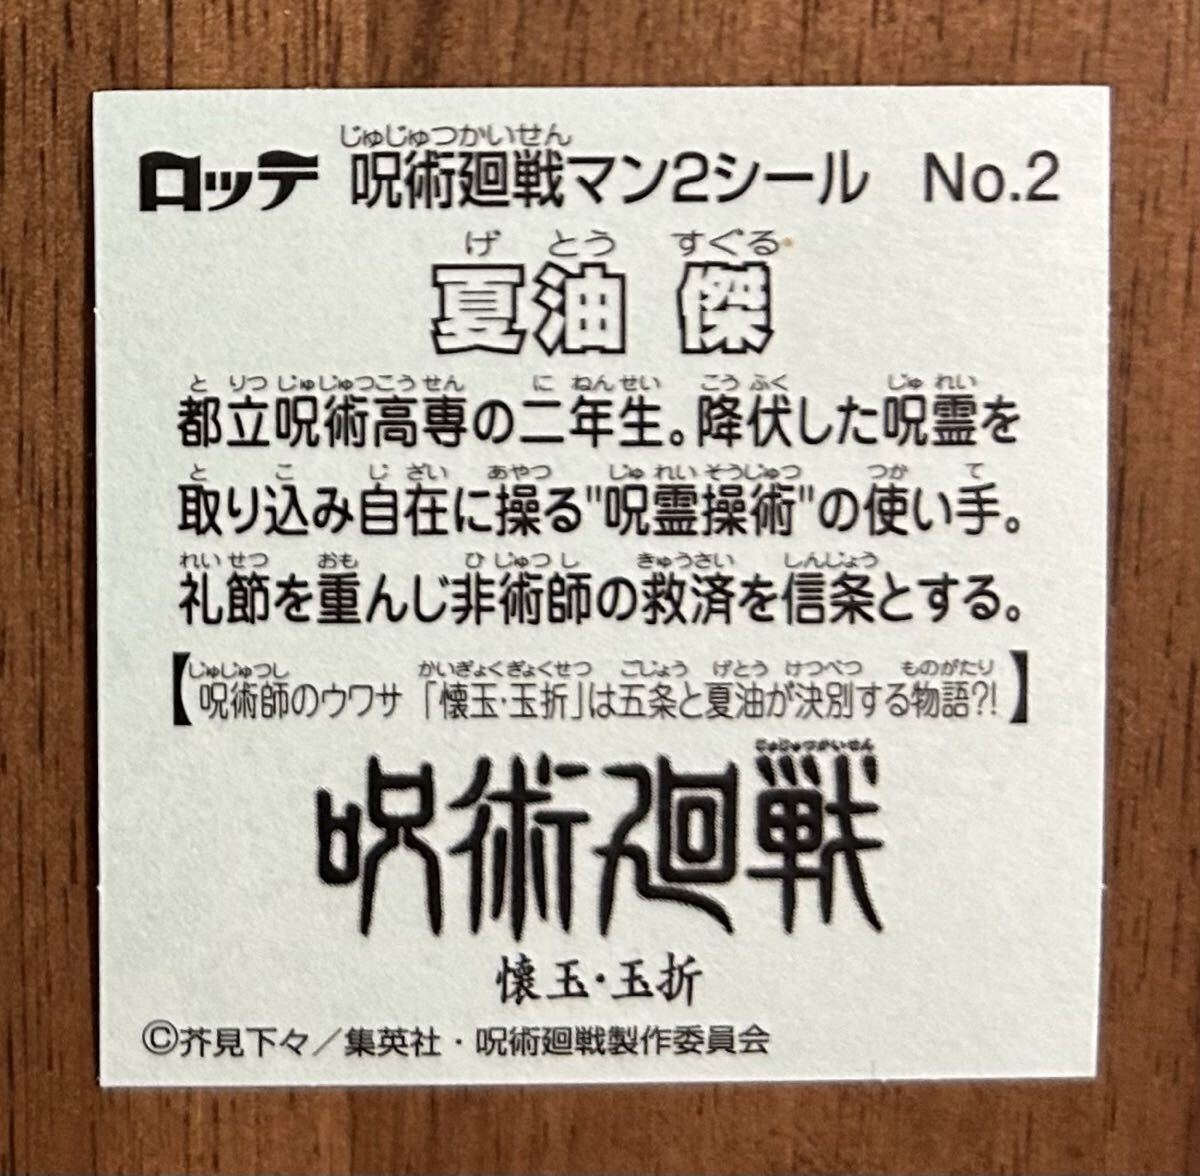 じゅじゅつかいせん
ロッテ 呪術廻戦マン2シール No.2
げ とう すぐる
夏油 傑
と りつ じゅじゅつこうせん に ねんせい こうふく じゅ れい
都立呪術高専の二年生。降伏した呪霊を
と こ じ ざい あやつ じゅ れいそうじゅつ つか て
取り込み自在に操る"呪霊操術"の使い手。
れいせつ おも ひ じゅつ し きゅうさい しんじょう
礼節を重んじ非術師の救済を信条とする。
じゅじゅつし かいぎょくぎょくせつ ごじょう げとう けつべつ ものがたり
【呪術師のウワサ 「懐玉・玉折」は五条と夏油が決別する物語?!】
じゅじゅつかいせん
呪術廻戦
懐玉・玉折
©芥見下々／集英社・呪術廻戦製作委員会